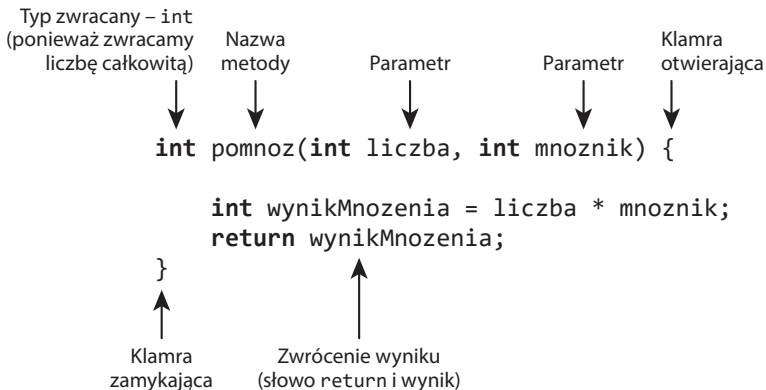 Typ zwracany – int
(ponieważ zwracamy
liczbę całkowitą)
Nazwa
metody
Parametr
Parametr
Klamra
otwierająca
int pomnoz(int liczba, int mnoznik) {
int wynikMnozenia = liczba * mnoznik;
return wynikMnozenia;
}
Klamra
zamykająca
Zwrócenie wyniku
(słowo return i wynik)